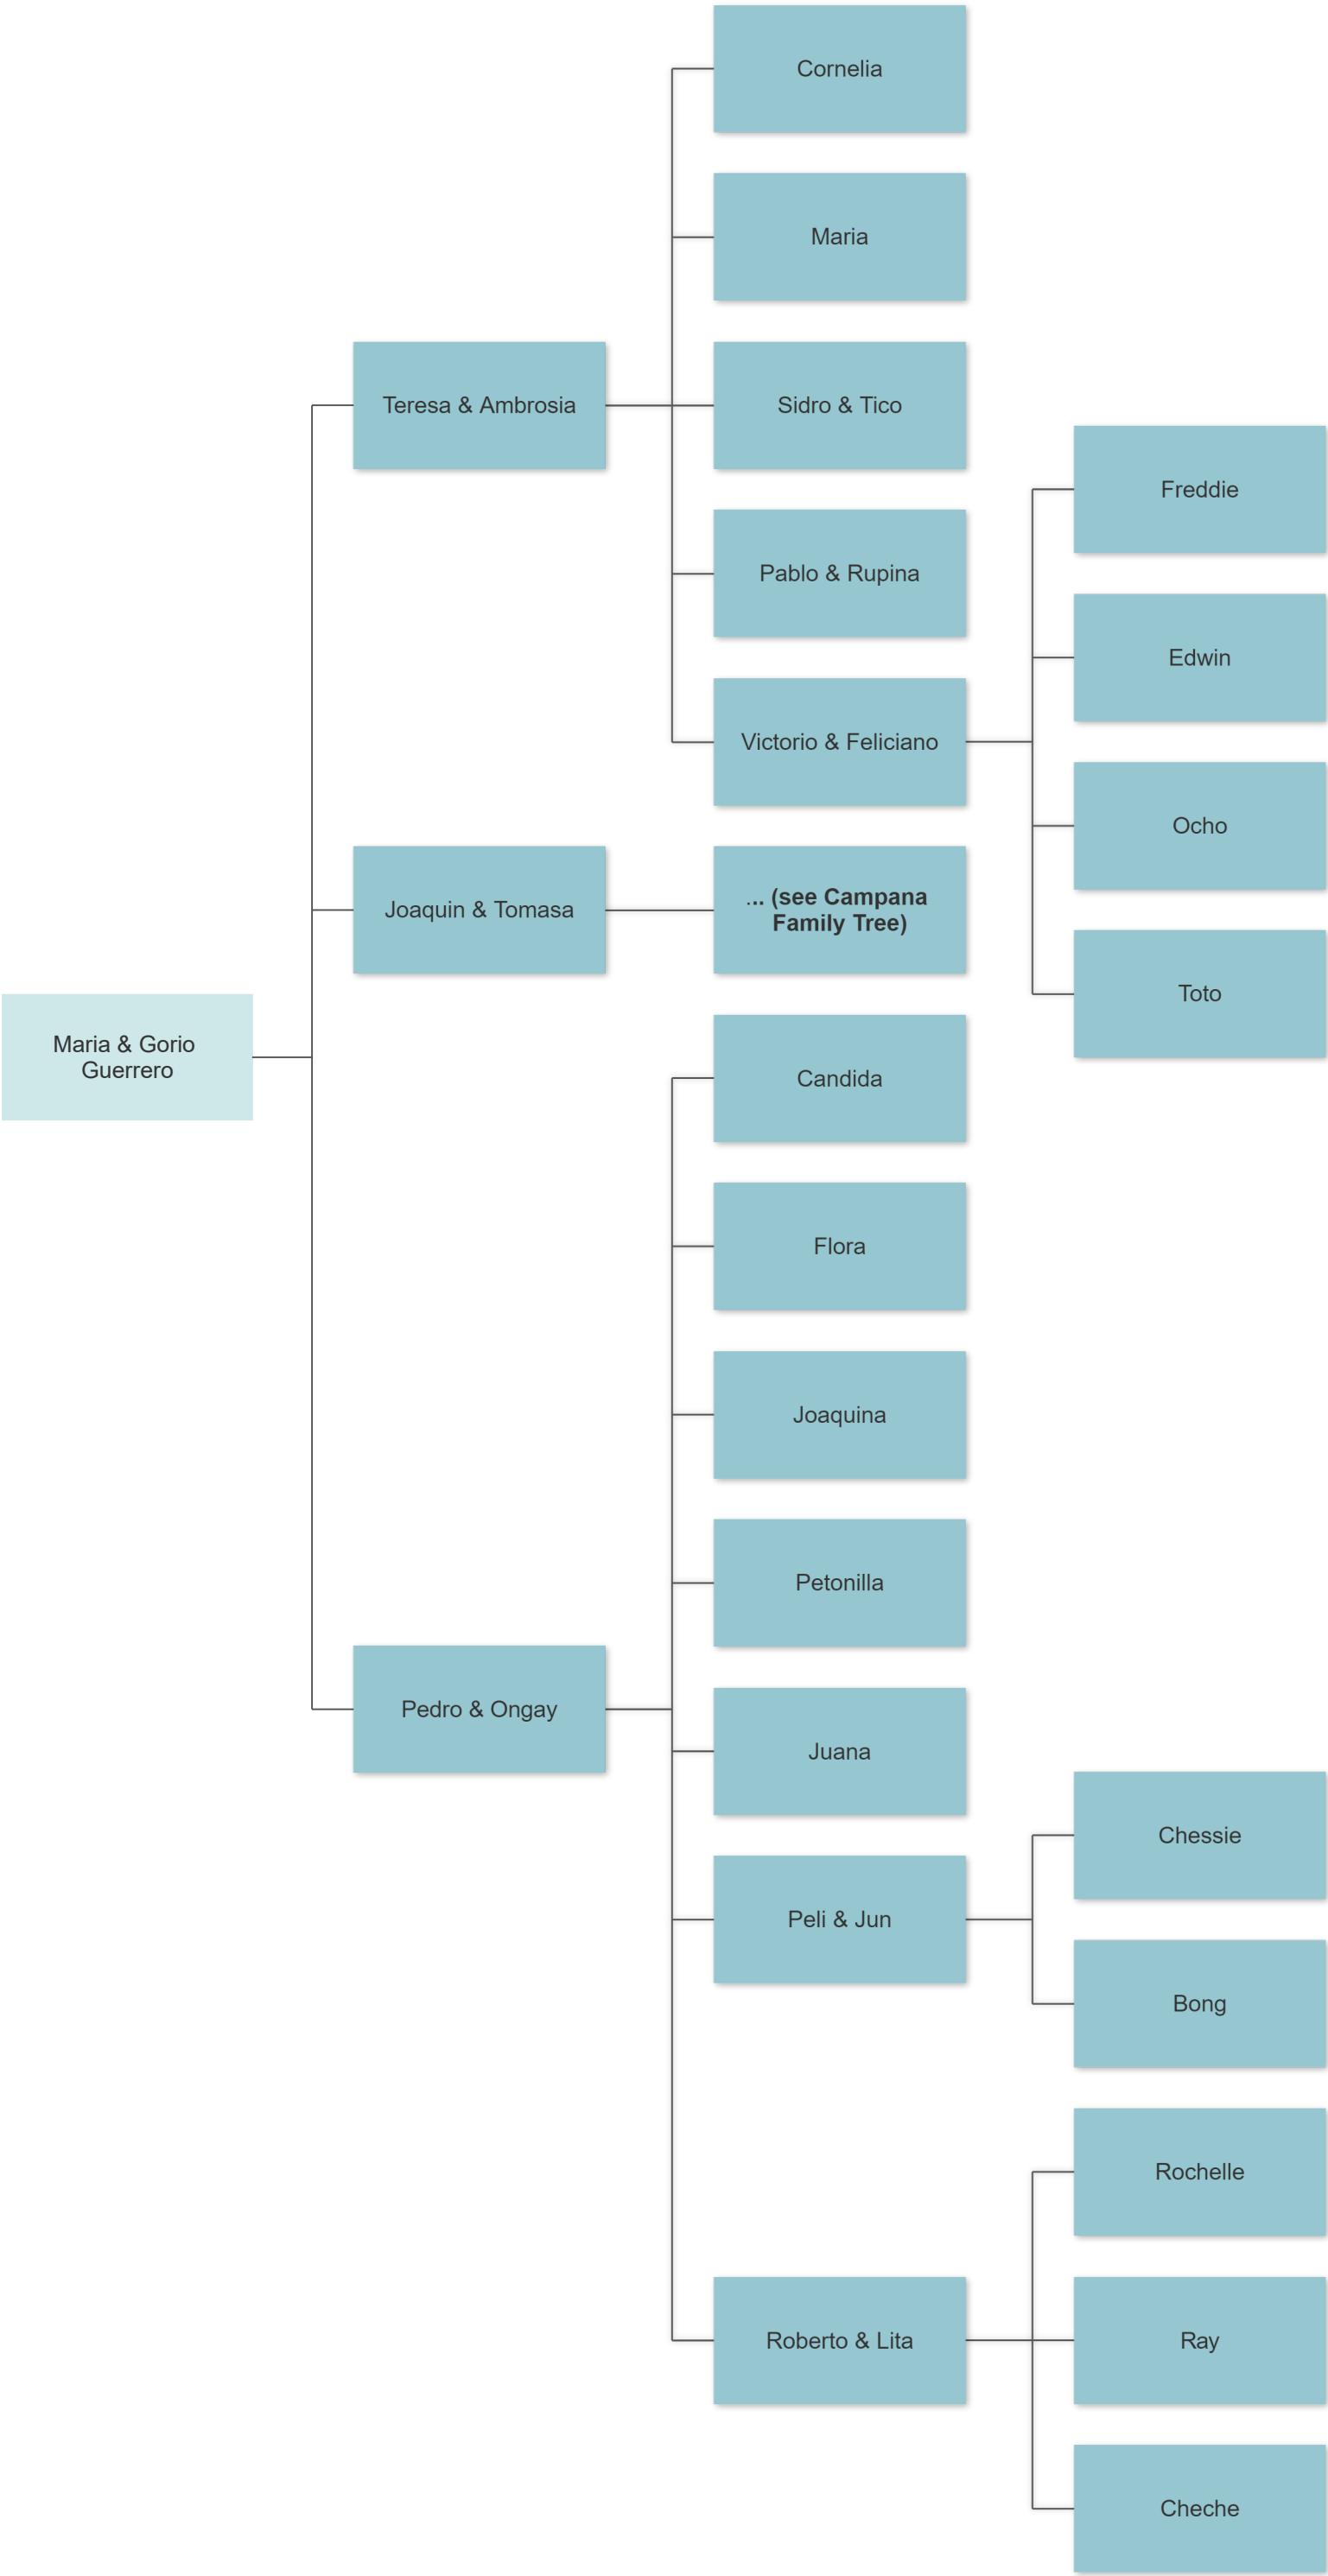 Cornelia
Maria
Teresa & Ambrosia
Sidro & Tico
Freddie
Pablo & Rupina
Edwin
Victorio & Feliciano
Ocho
Joaquin & Tomasa
... (see Campana
Family Tree)
Toto
Maria & Gorio
Guerrero
Candida
Flora
Joaquina
Petonilla
Pedro & Ongay
Juana
Chessie
Peli & Jun
Bong
Rochelle
Roberto & Lita
Ray
Cheche